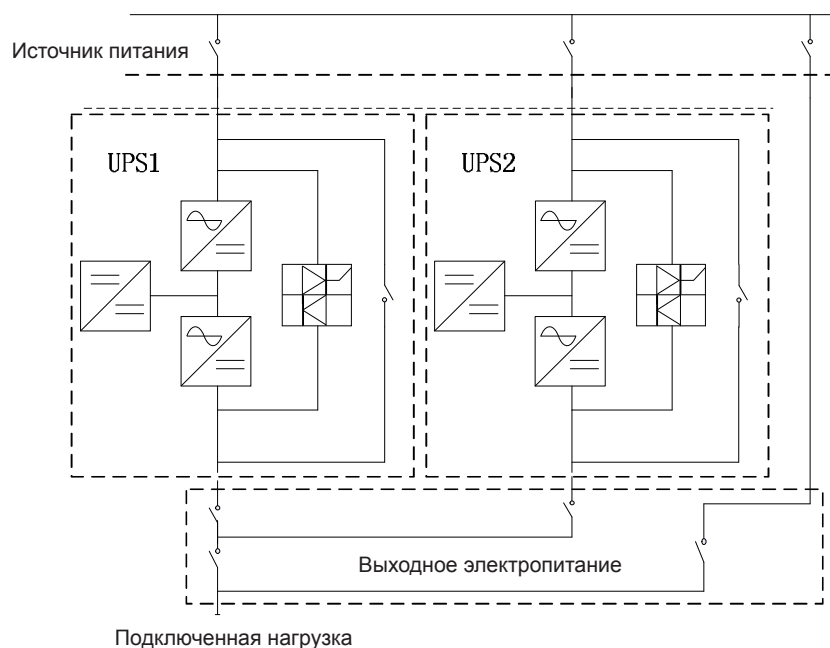 Источник питания
UPS1
UPS2
Выходное электропитание
Подключенная нагрузка